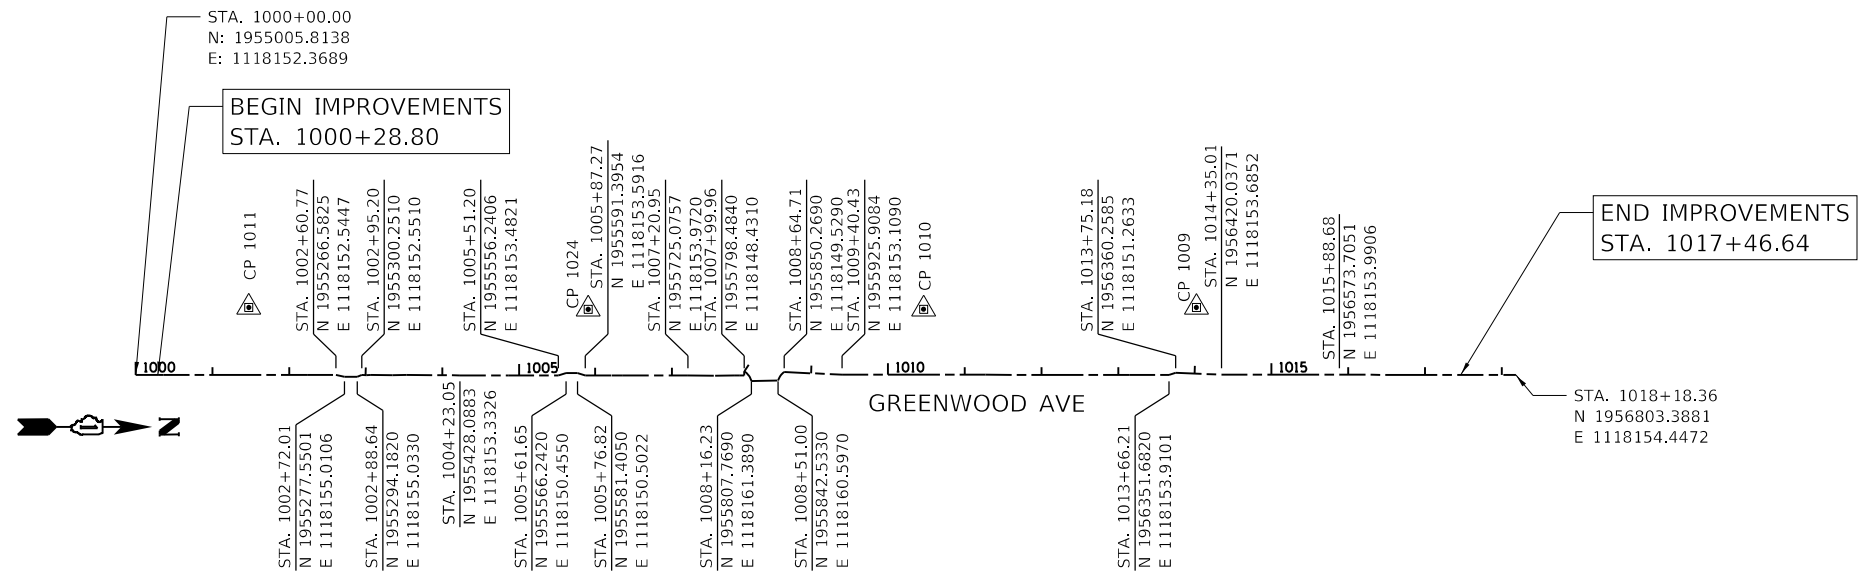 STA. 1000+00.00
N: 1955005.8138
E: 1118152.3689
BEGIN IMPROVEMENTS
STA. 1000+28.80
CP 1011
STA. 1002+60.77
N 1955266.5825
E 1118152.5447
STA. 1002+95.20
N 1955300.2510
E 1118152.5510
STA. 1005+51.20
N 1955556.2406
E 1118153.4821
CP 1024
STA. 1005+87.27
N 1955591.3954
E 1118153.5916
STA. 1007+20.95
N 1955725.0757
E 1118153.9720
STA. 1007+99.96
N 1955798.4840
E 1118148.4310
STA. 1008+64.71
N 1955850.2690
E 1118149.5290
STA. 1009+40.43
N 1955925.9084
E 1118153.1090
CP 1010
STA. 1013+75.18
N 1956360.2585
E 1118151.2633
CP 1009
STA. 1014+35.01
N 1956420.0371
E 1118153.6852
STA. 1015+88.68
N 1956573.7051
E 1118153.9906
END IMPROVEMENTS
STA. 1017+46.64
1000
1005
1010
1015
GREENWOOD AVE
STA. 1018+18.36
N 1956803.3881
E 1118154.4472
N
STA. 1002+72.01
N 1955277.5501
E 1118155.0106
STA. 1002+88.64
N 1955294.1820
E 1118155.0330
STA. 1004+23.05
N 1955428.0883
E 1118153.3326
STA. 1005+61.65
N 1955566.2420
E 1118150.4550
STA. 1005+76.82
N 1955581.4050
E 1118150.5022
STA. 1008+16.23
N 1955807.7690
E 1118161.3890
STA. 1008+51.00
N 1955842.5330
E 1118160.5970
STA. 1013+66.21
N 1956351.6820
E 1118153.9101